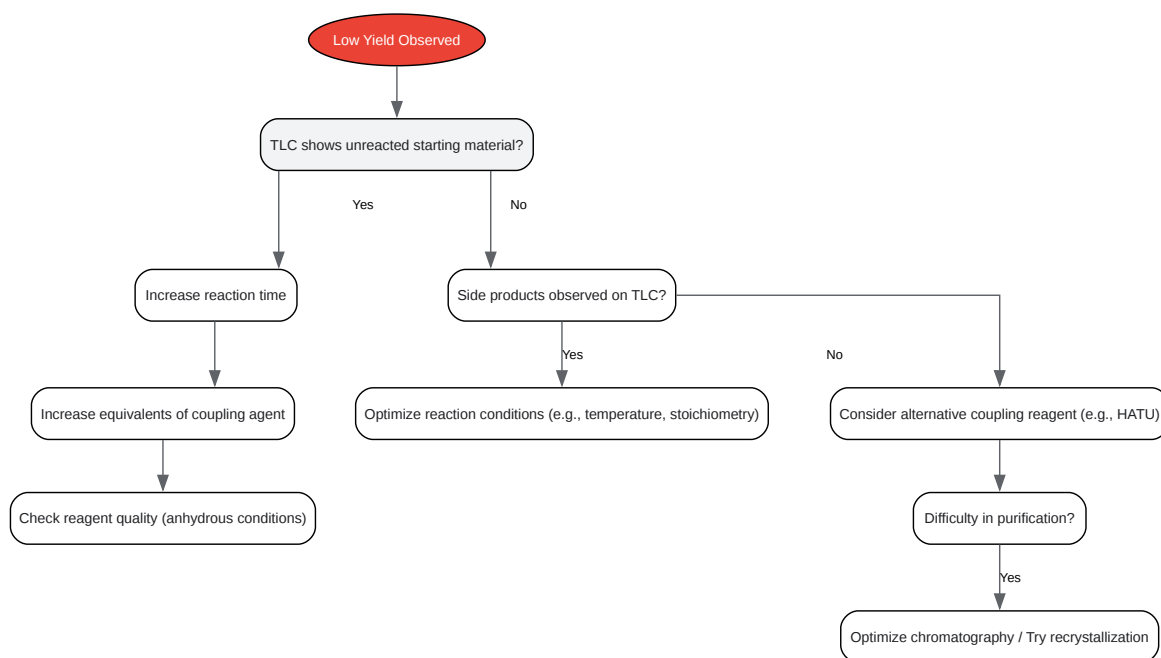 Low Yield Observed
TLC shows unreacted starting material?
Yes
No
Increase reaction time
Side products observed on TLC?
Yes
No
Increase equivalents of coupling agent
Optimize reaction conditions (e.g., temperature, stoichiometry)
Consider alternative coupling reagent (e.g., HATU)
Check reagent quality (anhydrous conditions)
Difficulty in purification?
Yes
Optimize chromatography / Try recrystallization